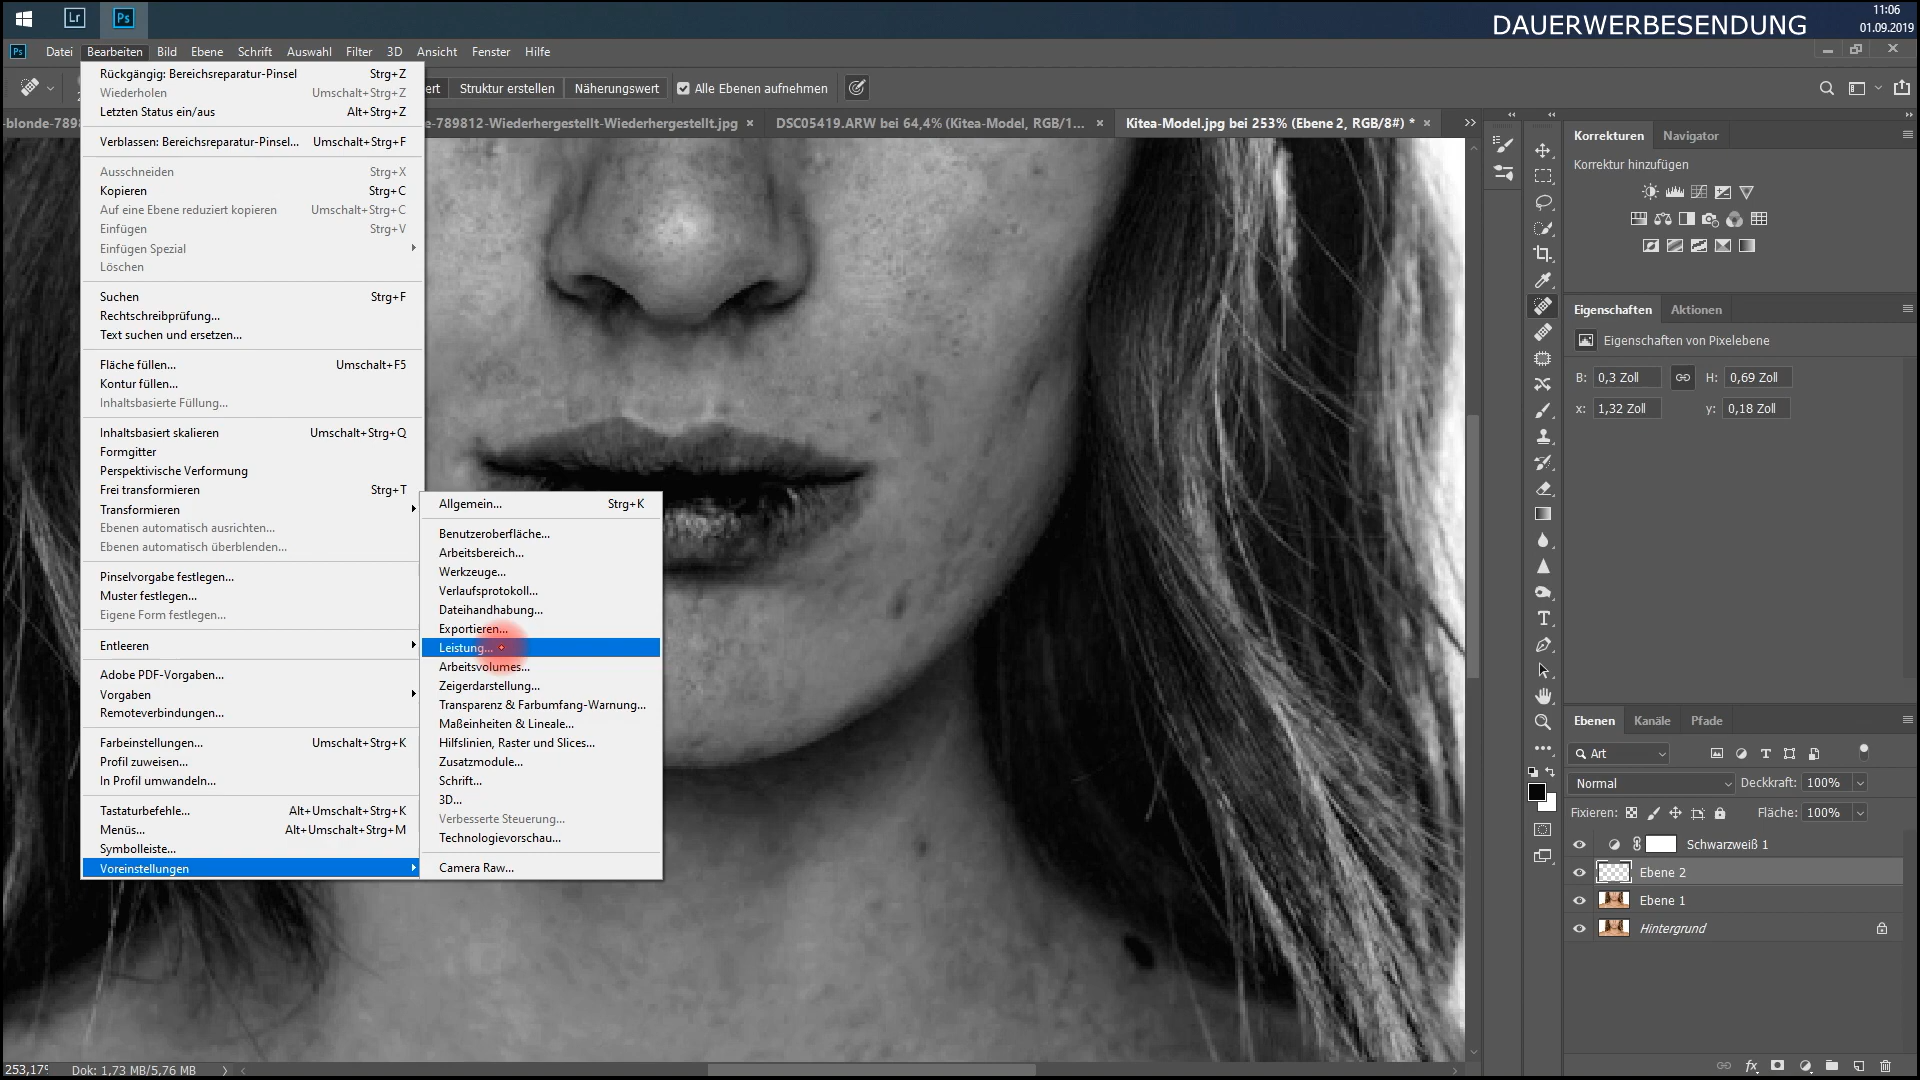 Lr
Ps
DAUERWERBESENDUNG
11:06
01.09.2019
Ps
Datei
Bearbeiten
Bild
Ebene
Schrift
Auswahl
Filter
3D
Ansicht
Fenster
Hilfe
ert
Struktur erstellen
Näherungswert
Alle Ebenen aufnehmen
-blonde-789
e-789812-Wiederhergestellt-Wiederhergestellt.jpg
DSC05419.ARW bei 64,4% (Kitea-Model, RGB/1...
Kitea-Model.jpg bei 253% (Ebene 2, RGB/8#) *
Rückgängig: Bereichsreparatur-Pinsel Strg+Z
Wiederholen Umschalt+Strg+Z
Letzten Status ein/aus Alt+Strg+Z
Verblassen: Bereichsreparatur-Pinsel... Umschalt+Strg+F
Ausschneiden Strg+X
Kopieren Strg+C
Auf eine Ebene reduziert kopieren Umschalt+Strg+C
Einfügen Strg+V
Einfügen Spezial
Löschen
Suchen Strg+F
Rechtschreibprüfung...
Text suchen und ersetzen...
Fläche füllen... Umschalt+F5
Kontur füllen...
Inhaltsbasierte Füllung...
Inhaltsbasiert skalieren Umschalt+Strg+Q
Formgitter
Perspektivische Verformung
Frei transformieren Strg+T
Transformieren
Ebenen automatisch ausrichten...
Ebenen automatisch überblenden...
Pinselvorgabe festlegen...
Muster festlegen...
Eigene Form festlegen...
Entleeren
Adobe PDF-Vorgaben...
Vorgaben
Remoteverbindungen...
Farbeinstellungen... Umschalt+Strg+K
Profil zuweisen...
In Profil umwandeln...
Tastaturbefehle... Alt+Umschalt+Strg+K
Menüs... Alt+Umschalt+Strg+M
Symbolleiste...
Voreinstellungen
Allgemein... Strg+K
Benutzeroberfläche...
Arbeitsbereich...
Werkzeuge...
Verlaufsprotokoll...
Dateihandhabung...
Exportieren...
Leistung...
Arbeitsvolumes...
Zeigerdarstellung...
Transparenz & Farbumfang-Warnung...
Maßeinheiten & Lineale...
Hilfslinien, Raster und Slices...
Zusatzmodule...
Schrift...
3D...
Verbesserte Steuerung...
Technologievorschau...
Camera Raw...
Korrekturen
Navigator
Korrektur hinzufügen
Eigenschaften
Aktionen
Eigenschaften von Pixelebene
B: 0,3 Zoll H: 0,69 Zoll
x: 1,32 Zoll y: 0,18 Zoll
Ebenen
Kanäle
Pfade
Art
Normal
Deckkraft: 100%
Fixieren:
Fläche: 100%
Schwarzweiß 1
Ebene 2
Ebene 1
Hintergrund
fx
253,17%
Dok: 1,73 MB/5,76 MB